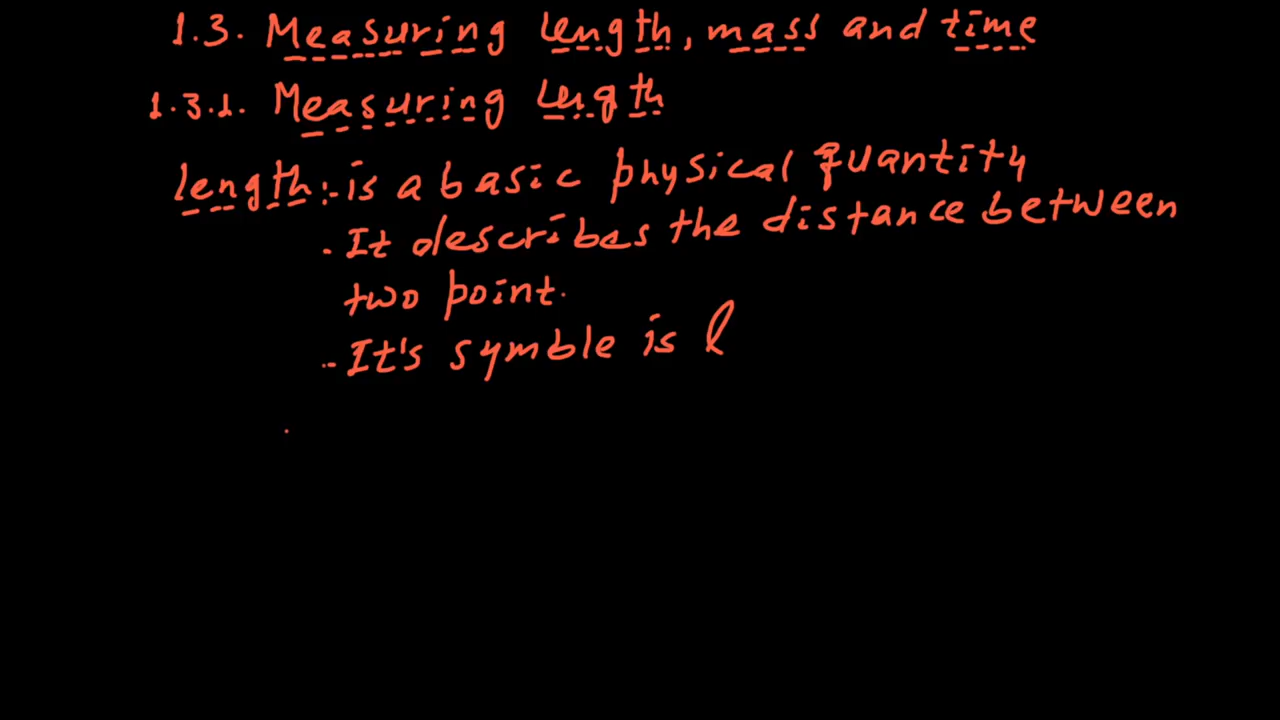 1.3. Measuring length, mass and time
1.3.1. Measuring length
length:- is a basic physical quantity
. It describes the distance between
two point.
.- It's symble is l